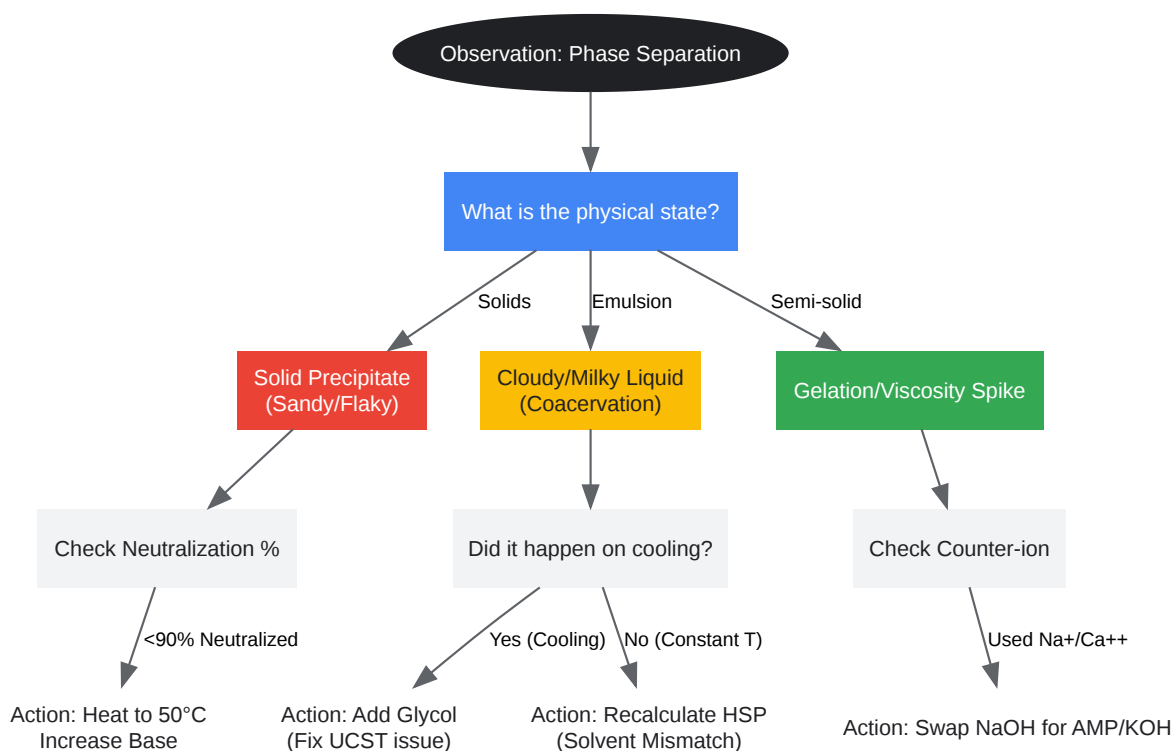 Observation: Phase Separation
What is the physical state?
Solids
Emulsion
Semi-solid
Solid Precipitate
(Sandy/Flaky)
Cloudy/Milky Liquid
(Coacervation)
Gelation/Viscosity Spike
Check Neutralization %
Did it happen on cooling?
Check Counter-ion
<90% Neutralized
Yes (Cooling)
No (Constant T)
Used Na+/Ca++
Action: Heat to 50°C
Increase Base
Action: Add Glycol
(Fix UCST issue)
Action: Recalculate HSP
(Solvent Mismatch)
Action: Swap NaOH for AMP/KOH